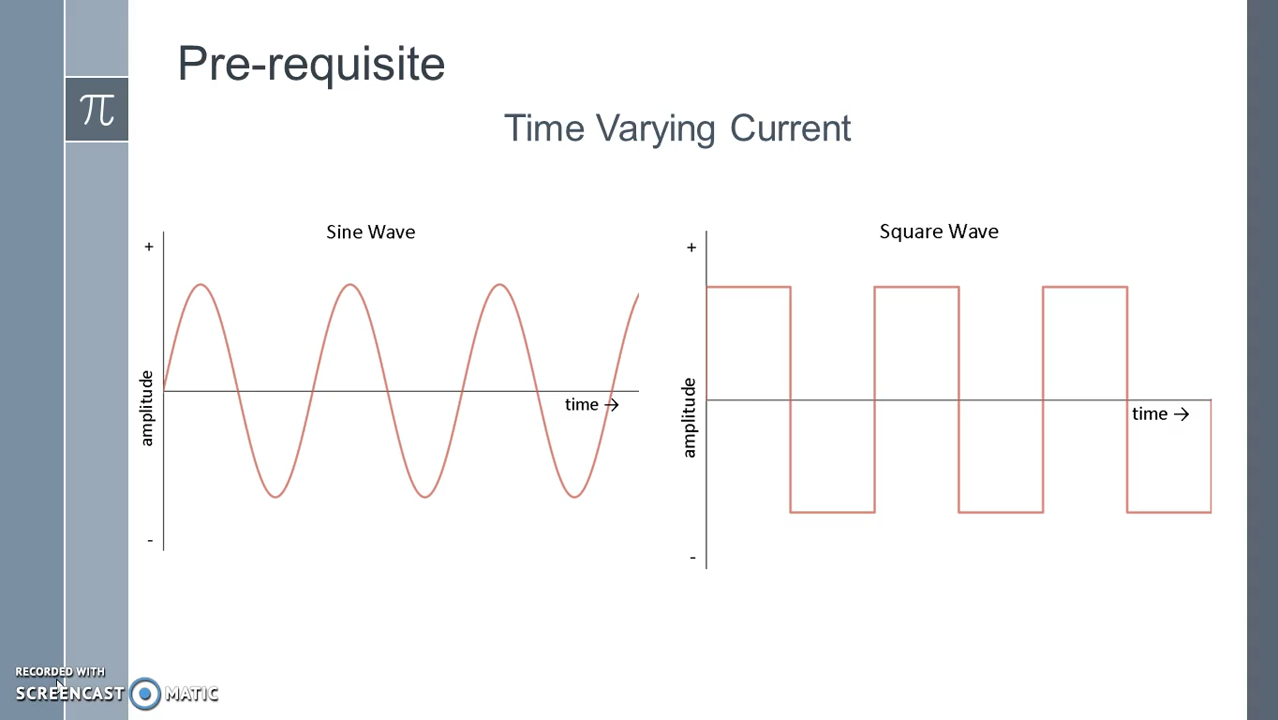 Pre-requisite
π
Time Varying Current
Sine Wave
+
amplitude
time →
-
Square Wave
+
amplitude
time →
-
RECORDED WITH
SCREENCAST MATIC